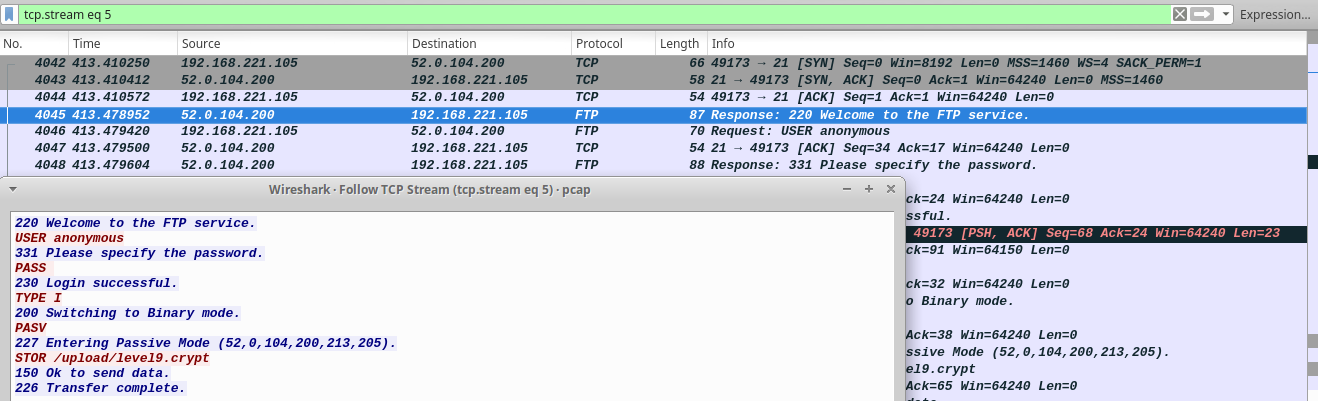 tcp.stream eq 5
Expression...
No. Time Source Destination Protocol Length Info
4042 413.410250 192.168.221.105 52.0.104.200 TCP 66 49173 → 21 [SYN] Seq=0 Win=8192 Len=0 MSS=1460 WS=4 SACK_PERM=1
4043 413.410412 52.0.104.200 192.168.221.105 TCP 58 21 → 49173 [SYN, ACK] Seq=0 Ack=1 Win=64240 Len=0 MSS=1460
4044 413.410572 192.168.221.105 52.0.104.200 TCP 54 49173 → 21 [ACK] Seq=1 Ack=1 Win=64240 Len=0
4045 413.478952 52.0.104.200 192.168.221.105 FTP 87 Response: 220 Welcome to the FTP service.
4046 413.479420 192.168.221.105 52.0.104.200 FTP 70 Request: USER anonymous
4047 413.479500 52.0.104.200 192.168.221.105 TCP 54 21 → 49173 [ACK] Seq=34 Ack=17 Win=64240 Len=0
4048 413.479604 52.0.104.200 192.168.221.105 FTP 88 Response: 331 Please specify the password.
Wireshark · Follow TCP Stream (tcp.stream eq 5) · pcap
220 Welcome to the FTP service.
USER anonymous
331 Please specify the password.
PASS
230 Login successful.
TYPE I
200 Switching to Binary mode.
PASV
227 Entering Passive Mode (52,0,104,200,213,205).
STOR /upload/level9.crypt
150 Ok to send data.
226 Transfer complete.
ck=24 Win=64240 Len=0
ssful.
49173 [PSH, ACK] Seq=68 Ack=24 Win=64240 Len=23
ck=91 Win=64150 Len=0
ck=32 Win=64240 Len=0
o Binary mode.
Ack=38 Win=64240 Len=0
ssive Mode (52,0,104,200,213,205).
el9.crypt
Ack=65 Win=64240 Len=0